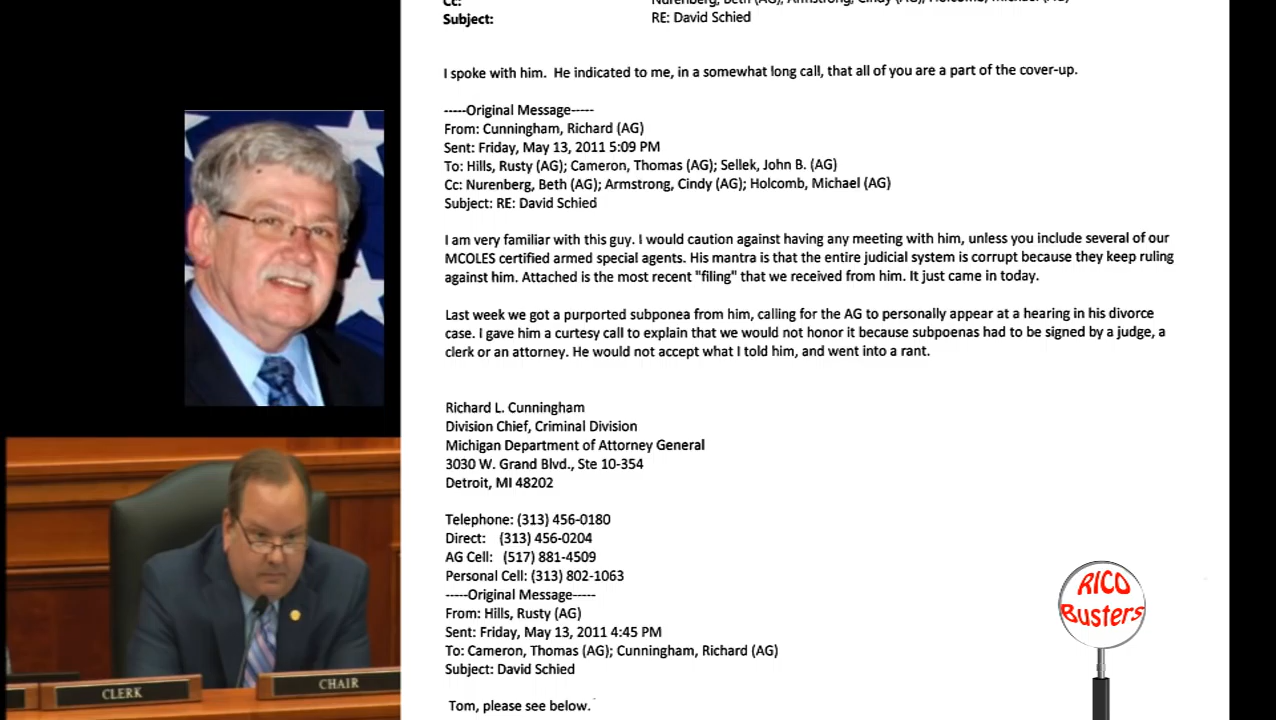 Cc:
Subject: RE: David Schied
I spoke with him. He indicated to me, in a somewhat long call, that all of you are a part of the cover-up.
-----Original Message-----
From: Cunningham, Richard (AG)
Sent: Friday, May 13, 2011 5:09 PM
To: Hills, Rusty (AG); Cameron, Thomas (AG); Sellek, John B. (AG)
Cc: Nurenberg, Beth (AG); Armstrong, Cindy (AG); Holcomb, Michael (AG)
Subject: RE: David Schied
I am very familiar with this guy. I would caution against having any meeting with him, unless you include several of our
MCOLES certified armed special agents. His mantra is that the entire judicial system is corrupt because they keep ruling
against him. Attached is the most recent "filing" that we received from him. It just came in today.
Last week we got a purported subponea from him, calling for the AG to personally appear at a hearing in his divorce
case. I gave him a curtesy call to explain that we would not honor it because subpoenas had to be signed by a judge, a
clerk or an attorney. He would not accept what I told him, and went into a rant.
Richard L. Cunningham
Division Chief, Criminal Division
Michigan Department of Attorney General
3030 W. Grand Blvd., Ste 10-354
Detroit, MI 48202
Telephone: (313) 456-0180
Direct: (313) 456-0204
AG Cell: (517) 881-4509
Personal Cell: (313) 802-1063
-----Original Message-----
From: Hills, Rusty (AG)
Sent: Friday, May 13, 2011 4:45 PM
To: Cameron, Thomas (AG); Cunningham, Richard (AG)
Subject: David Schied
Tom, please see below.
CLERK
CHAIR
RICO
Busters